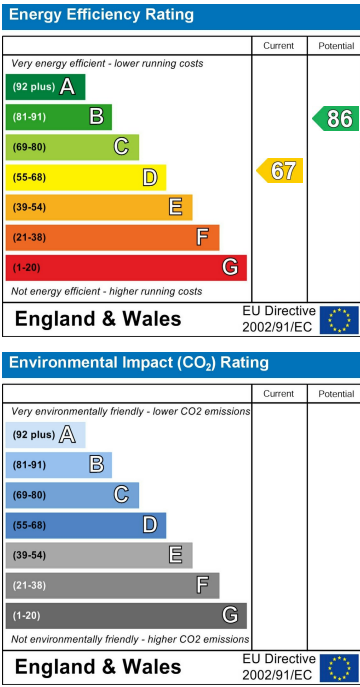 Energy Efficiency Rating
Current Potential
Very energy efficient - lower running costs
(92 plus) A
(81-91) B
(69-80) C
(55-68) D
(39-54) E
(21-38) F
(1-20) G
67
86
Not energy efficient - higher running costs
England & Wales
EU Directive
2002/91/EC
Environmental Impact (CO₂) Rating
Current Potential
Very environmentally friendly - lower CO2 emissions
(92 plus) A
(81-91) B
(69-80) C
(55-68) D
(39-54) E
(21-38) F
(1-20) G
Not environmentally friendly - higher CO2 emissions
England & Wales
EU Directive
2002/91/EC